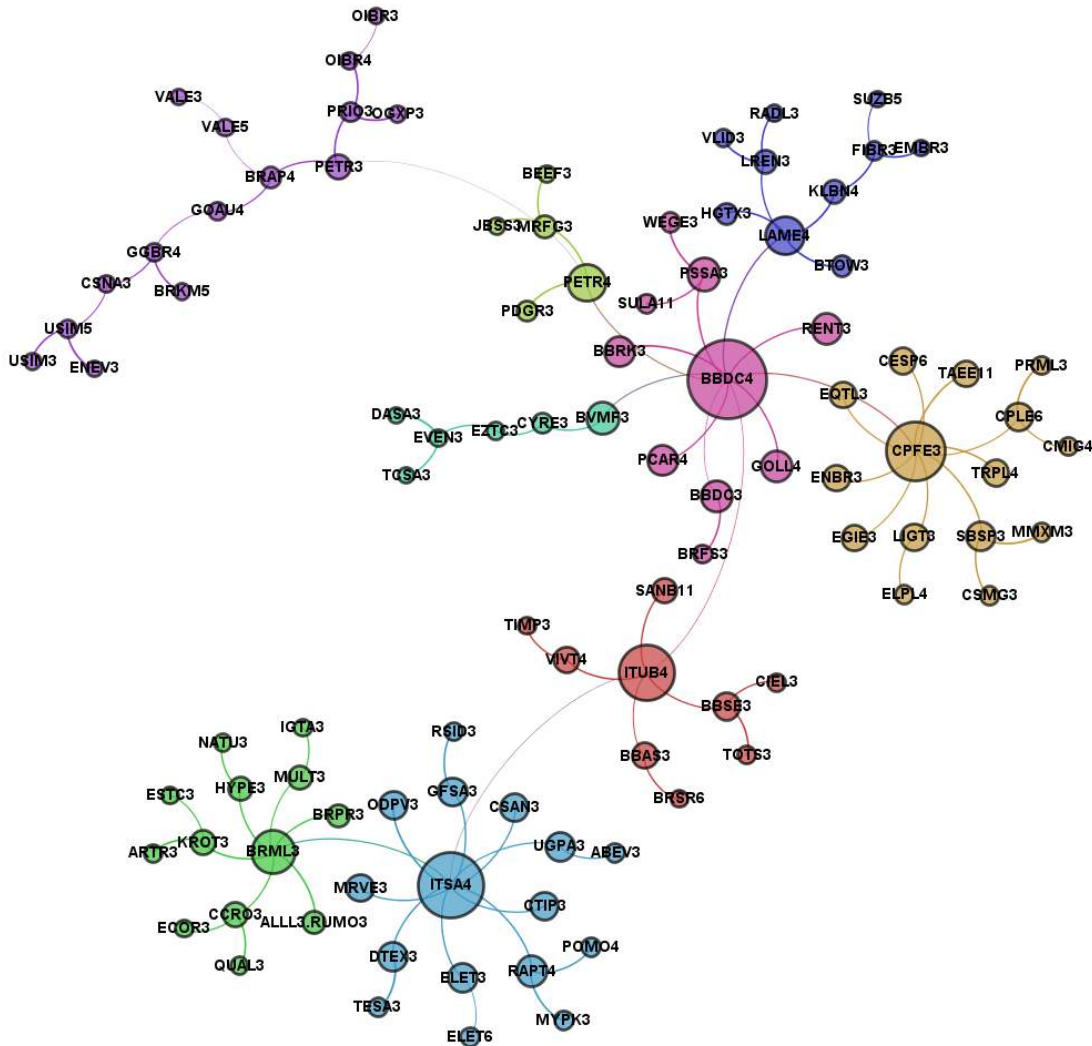 OIBR3
OIBR4
VALE3
PRIO3
OGXP3
VALE5
PETR3
BRAP4
GOAU4
GGBR4
CSNA3
BRKM5
USIM5
USIM3
ENEV3
BEEF3
JBSS3
MRFG3
PETR4
PDGR3
SUZB5
RADL3
VLID3
LREN3
FIBR3
EMBR3
KLBN4
HGTX3
LAME4
BTOW3
WEGE3
PSSA3
SULA11
RENT3
BBRK3
BBDC4
PCAR4
GOLL4
BBDC3
BRFS3
DASA3
EVEN3
EZTC3
CYRE3
BVMF3
TCSA3
CESP6
TAEE11
PRML3
EQTL3
CPLE6
CPFE3
CMIG4
ENBR3
TRPL4
EGIE3
LIGT3
SBSP3
MMXM3
ELPL4
CSMG3
SANB11
TIMP3
VIVT4
ITUB4
CIEL3
BBSE3
BBAS3
TOTS3
BRSR6
IGTA3
NATU3
MULT3
HYPE3
ESTC3
BRPR3
KROT3
ARTR3
BRML3
CCRO3
ECOR3
ALLL3.RUMO3
QUAL3
RSID3
GFSA3
ODPV3
CSAN3
UGPA3
ABEV3
MRVE3
ITSA4
CTIP3
DTEX3
ELET3
RAPT4
POMO4
TESA3
MYPK3
ELET6